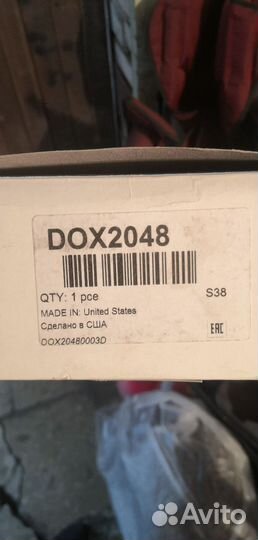 DOX2048
QTY: 1 pce
S38
MADE IN: United States
Сделано в США
EAC
DOX20480003D
Avito